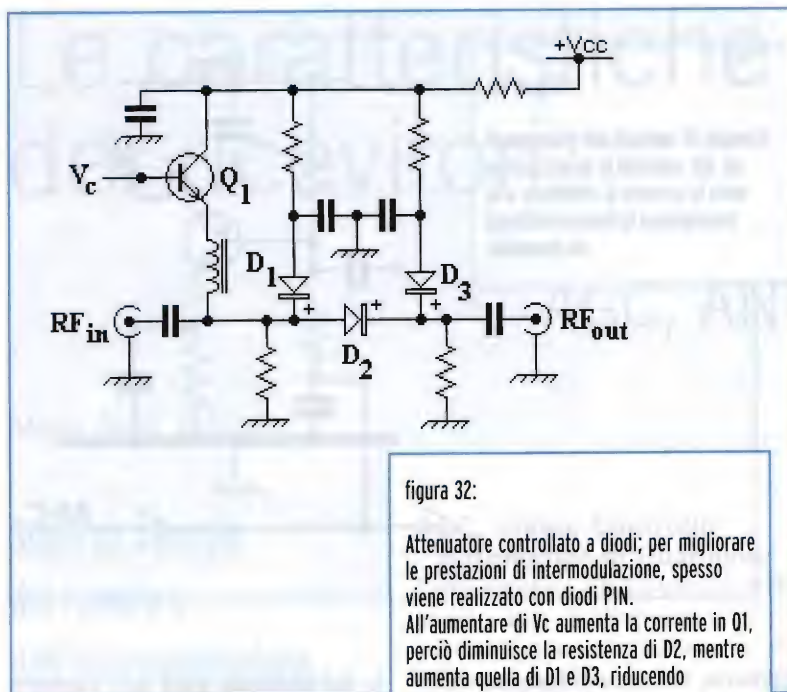 +Vcc
Vc
Q1
D1
D3
RFin
D2
RFout
figura 32:
Attenuatore controllato a diodi; per migliorare
le prestazioni di intermodulazione, spesso
viene realizzato con diodi PIN.
All'aumentare di Vc aumenta la corrente in Q1,
perciò diminuisce la resistenza di D2, mentre
aumenta quella di D1 e D3, riducendo